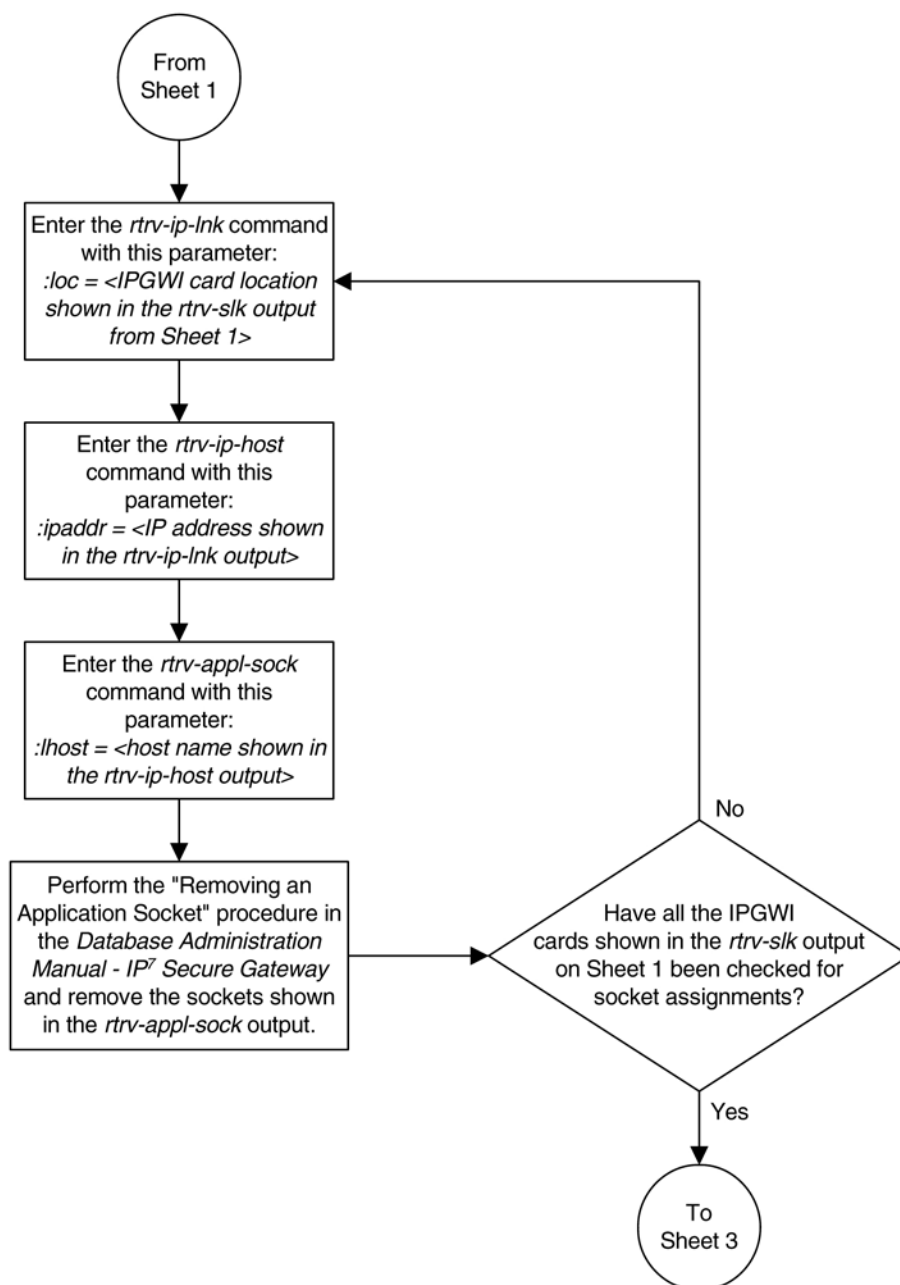 From
Sheet 1
Enter the rtrv-ip-lnk command
with this parameter:
:loc = <IPGWI card location
shown in the rtrv-slk output
from Sheet 1>
Enter the rtrv-ip-host
command with this
parameter:
:ipaddr = <IP address shown
in the rtrv-ip-lnk output>
Enter the rtrv-appl-sock
command with this
parameter:
:lhost = <host name shown in
the rtrv-ip-host output>
Perform the "Removing an
Application Socket" procedure in
the Database Administration
Manual - IP⁷ Secure Gateway
and remove the sockets shown
in the rtrv-appl-sock output.
No
Have all the IPGWI
cards shown in the rtrv-slk output
on Sheet 1 been checked for
socket assignments?
Yes
To
Sheet 3